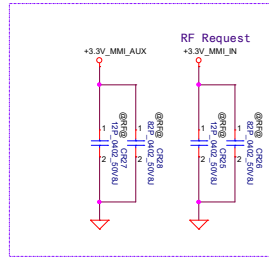 RF Request
+3.3V_MMI_AUX
+3.3V_MMI_IN
@RF@
CR27
12P_0402_50V8J
1
2
@RF@
CR28
82P_0402_50V8J
1
2
@RF@
CR25
12P_0402_50V8J
1
2
@RF@
CR26
82P_0402_50V8J
1
2